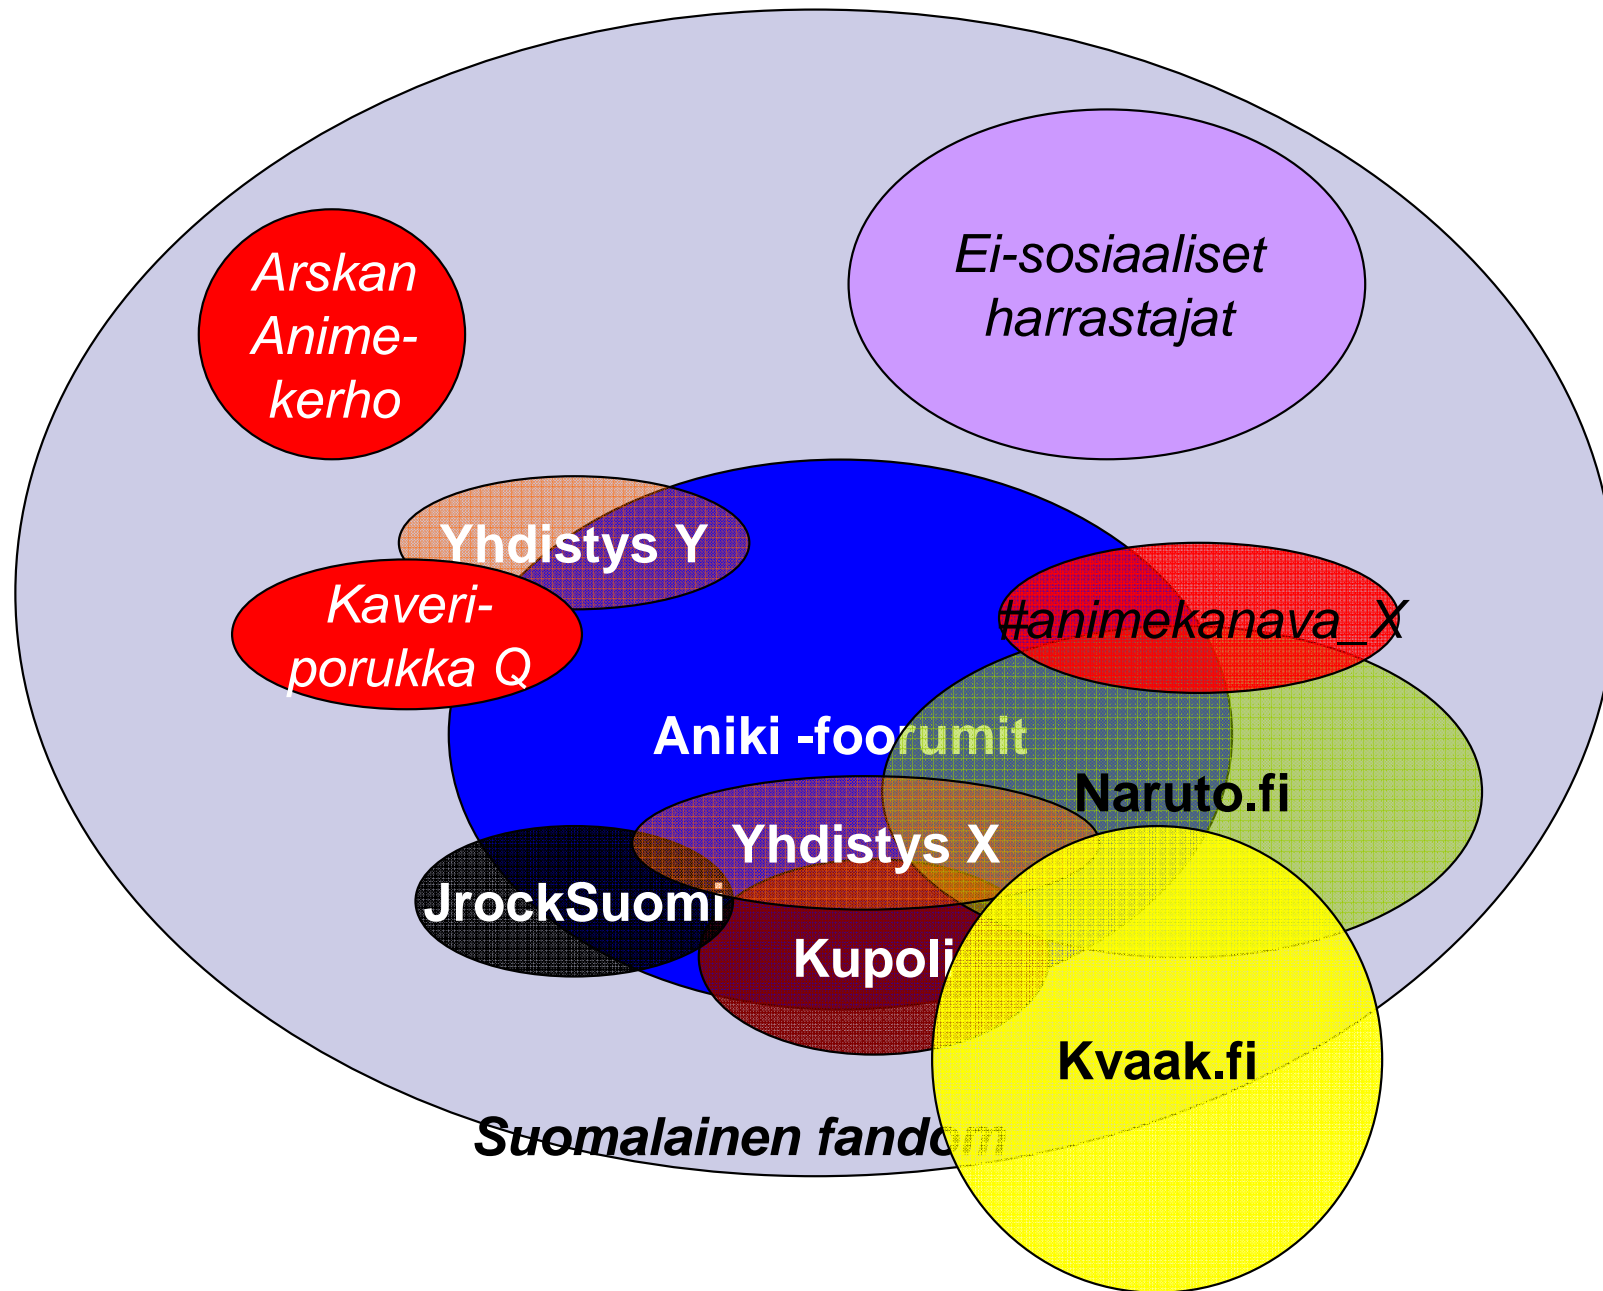 Ei-sosiaaliset
harrastajat
Arskan
Anime-
kerho
Yhdistys Y
Kaveri-
porukka Q
#animekanava_X
Aniki -foorumit
Naruto.fi
Yhdistys X
JrockSuomi
Kupoli
Kvaak.fi
Suomalainen fandom